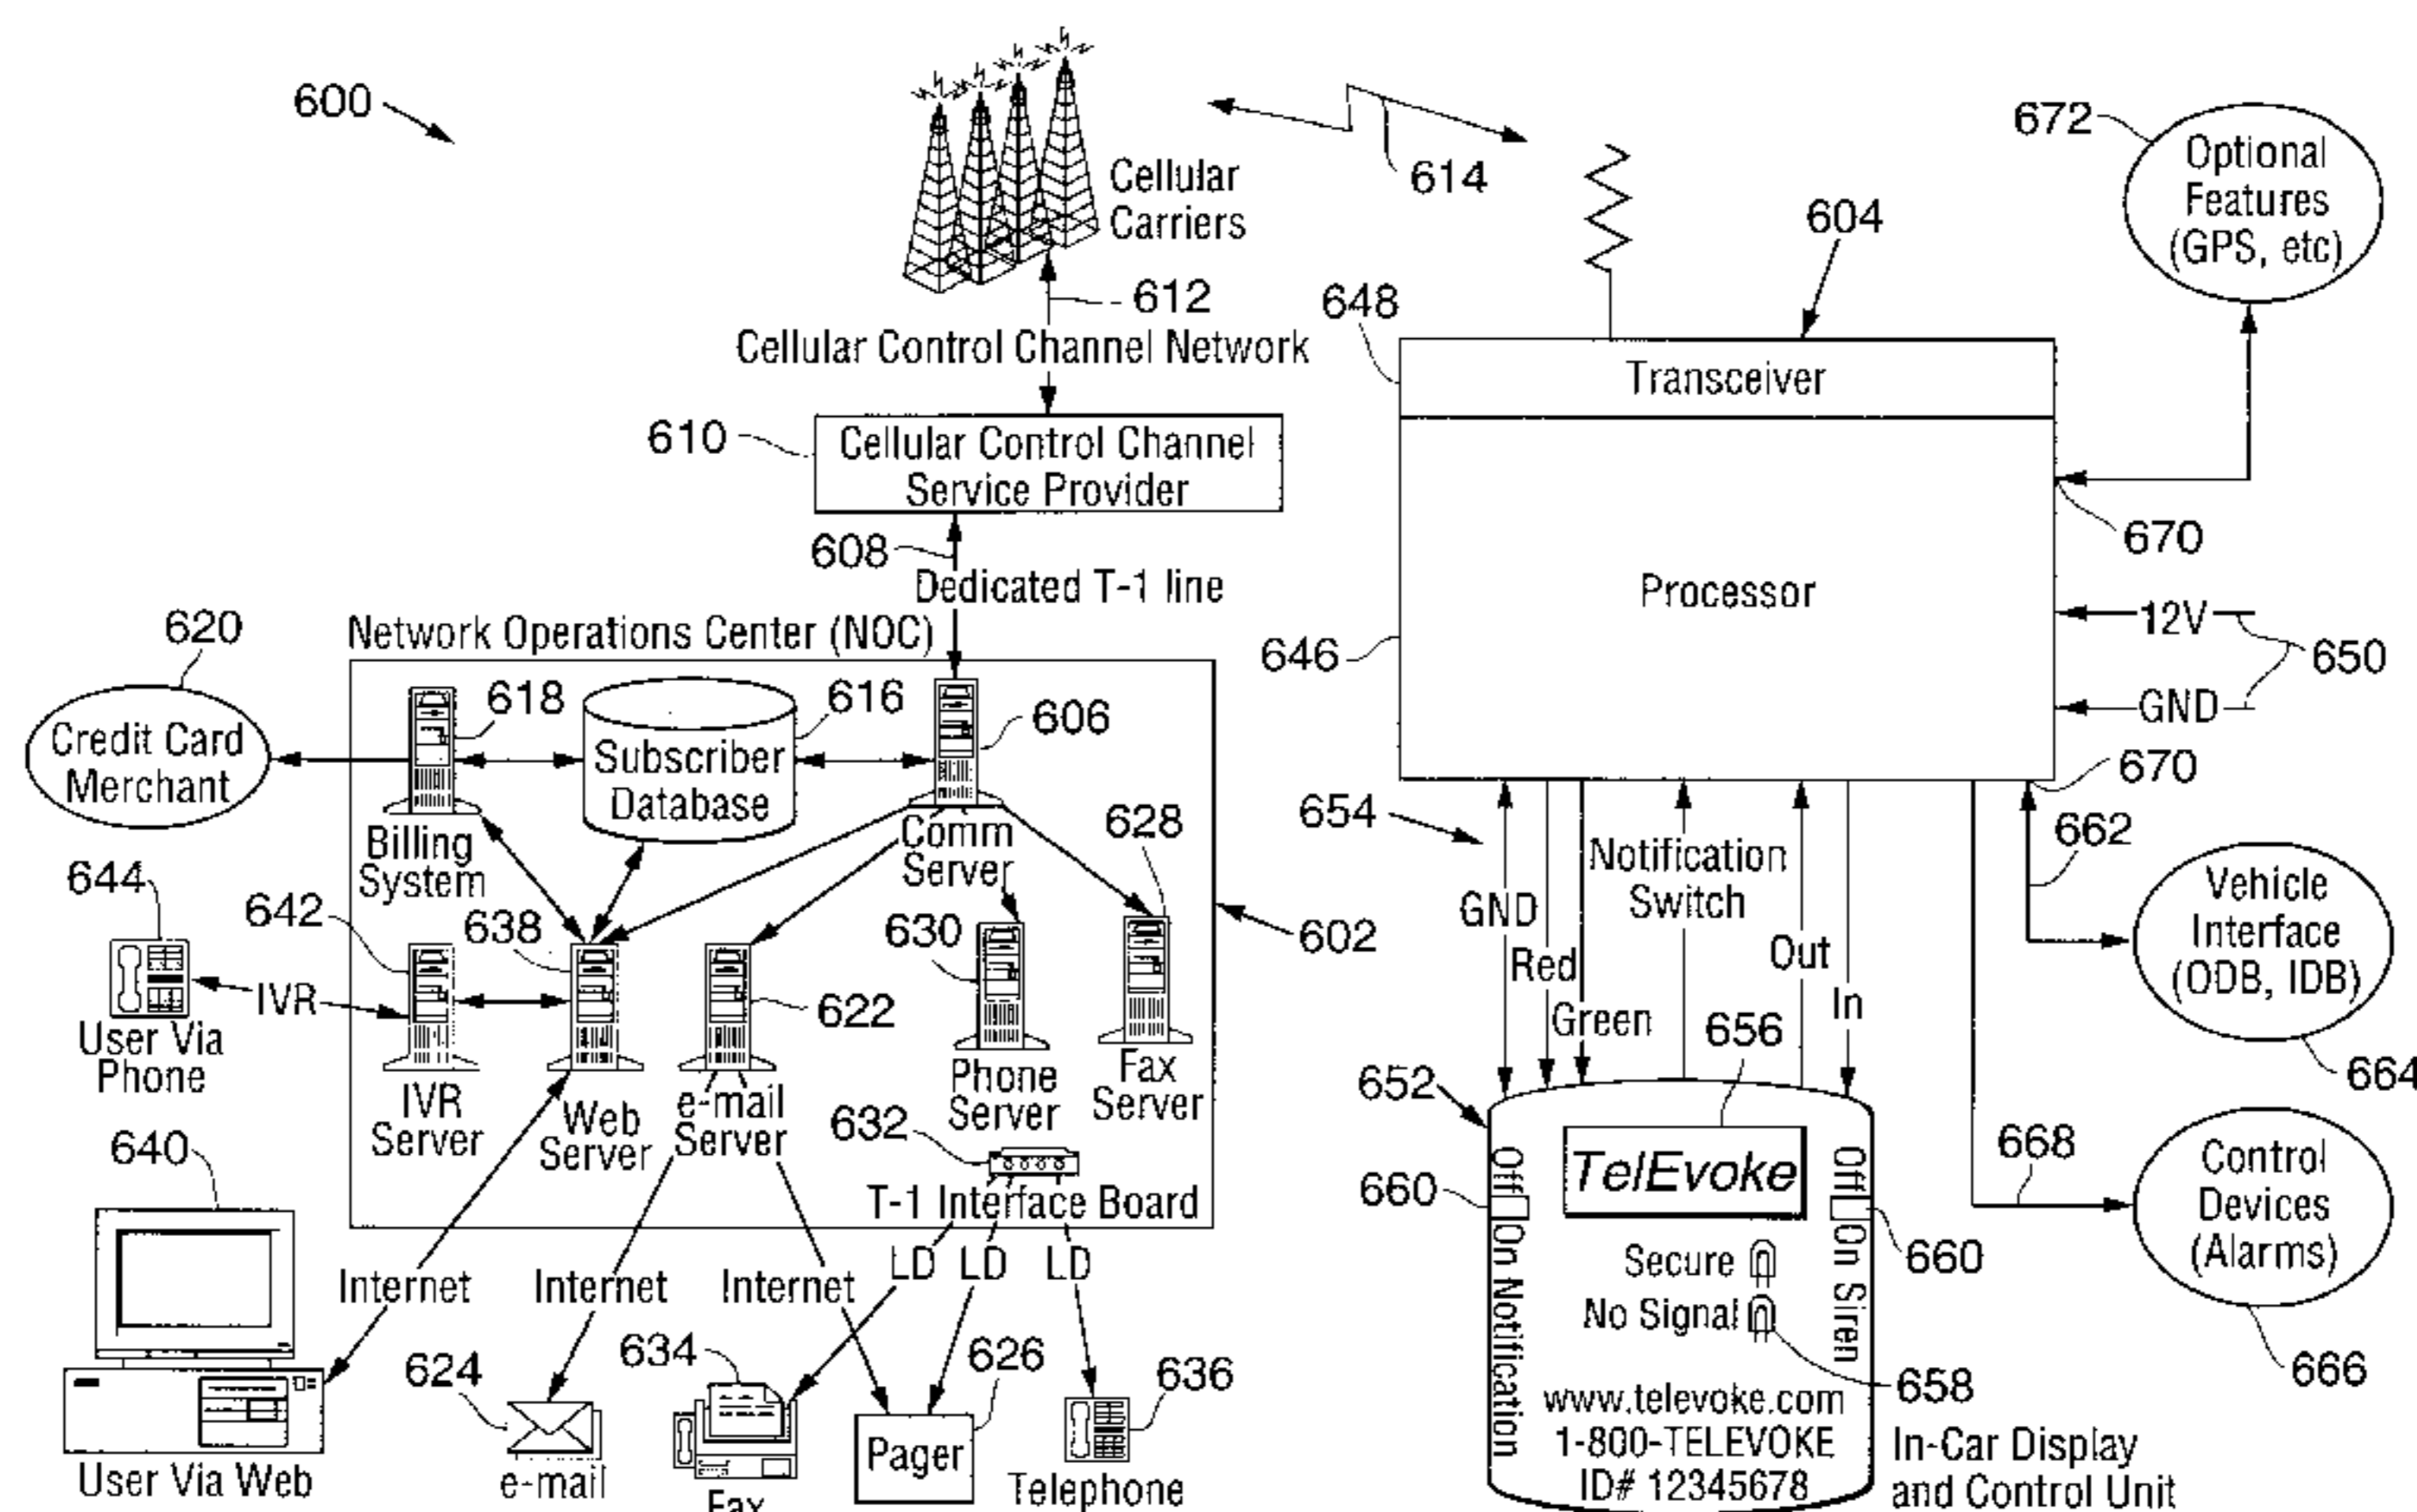 600
Cellular
Carriers
614
612
Cellular Control Channel Network
610
Cellular Control Channel
Service Provider
608
Dedicated T-1 line
Network Operations Center (NOC)
620
Credit Card
Merchant
618
Billing
System
616
Subscriber
Database
606
Comm
Server
628
Fax
Server
602
644
User Via
Phone
IVR
642
IVR
Server
638
Web
Server
622
e-mail
Server
630
Phone
Server
632
T-1 Interface Board
640
User Via Web
Internet
Internet
Internet
LD
LD
LD
624
e-mail
634
Fax
626
Pager
636
Telephone
672
Optional
Features
(GPS, etc)
604
648
Transceiver
646
Processor
670
12V
650
GND
670
654
GND
Red
Green
Notification
Switch
Out
In
662
Vehicle
Interface
(ODB, IDB)
664
668
Control
Devices
(Alarms)
666
652
656
TelEvoke
660
Off
On Notification
Off
On Siren
660
Secure
No Signal
658
www.televoke.com
1-800-TELEVOKE
ID# 12345678
In-Car Display
and Control Unit